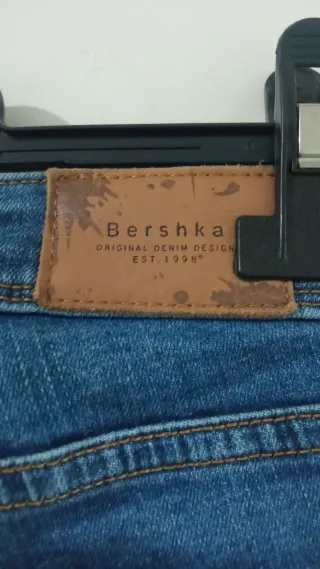 Bershka
ORIGINAL DENIM DESIGN
EST. 1998®